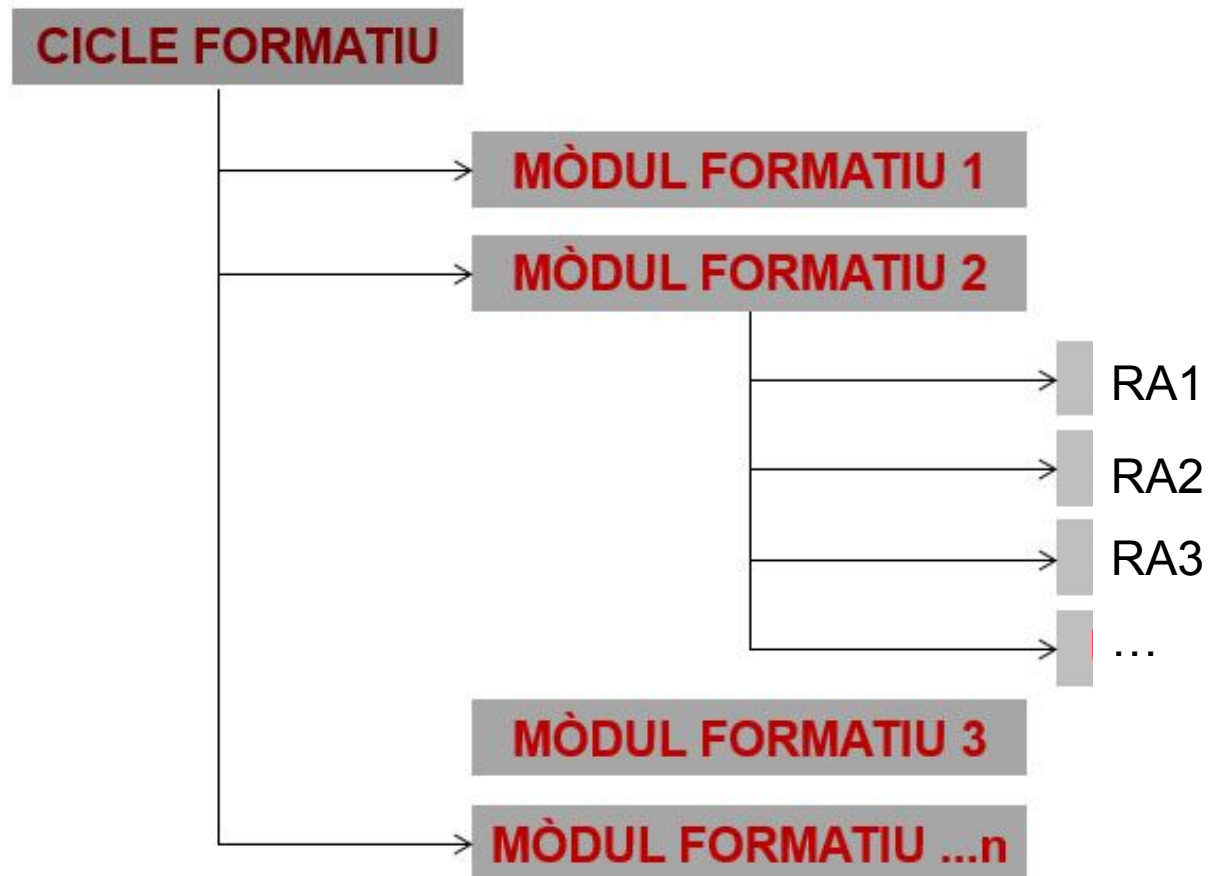 CICLE FORMATIU
MÒDUL FORMATIU 1
MÒDUL FORMATIU 2
RA1
RA2
RA3
...
MÒDUL FORMATIU 3
MÒDUL FORMATIU ...n